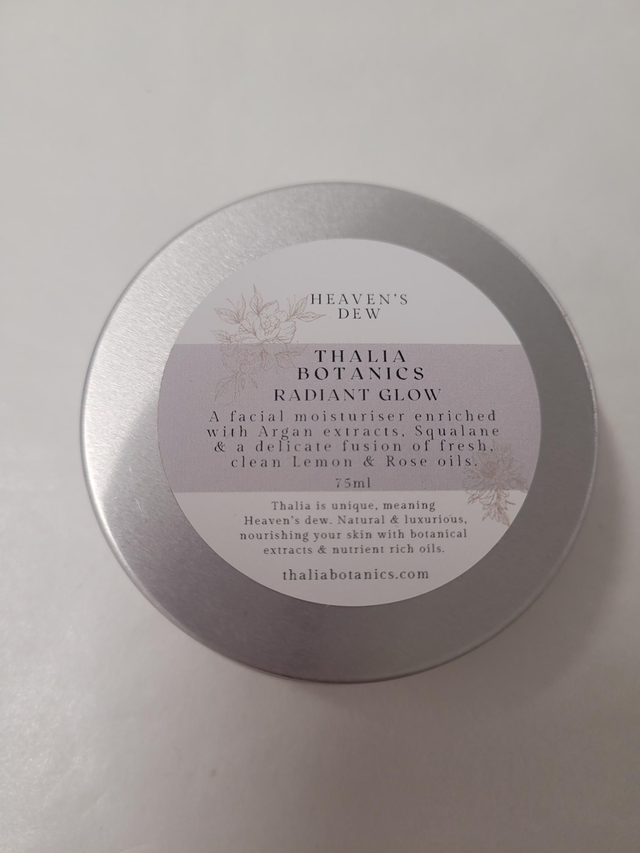 HEAVEN'S
DEW
THALIA
BOTANICS
RADIANT GLOW
A facial moisturiser enriched
with Argan extracts, Squalane
& a delicate fusion of fresh,
clean Lemon & Rose oils.
75ml
Thalia is unique, meaning
Heaven's dew. Natural & luxurious,
nourishing your skin with botanical
extracts & nutrient rich oils.
thaliabotanics.com